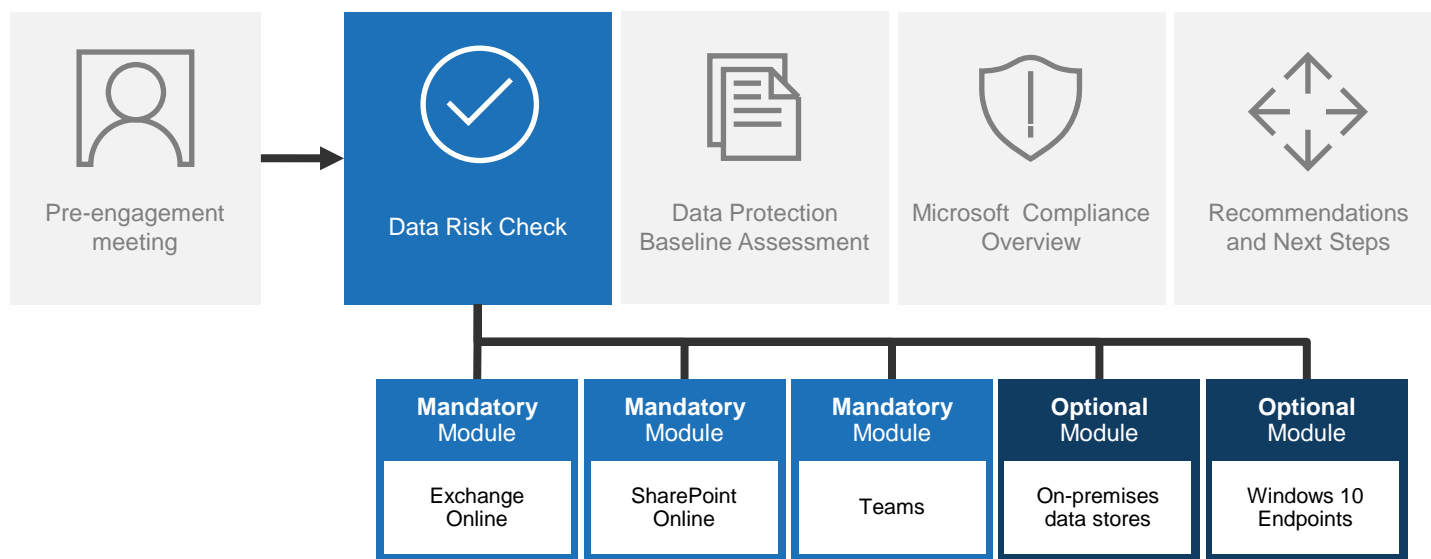 Pre-engagement
meeting
Data Risk Check
Data Protection
Baseline Assessment
Microsoft Compliance
Overview
Recommendations
and Next Steps
Mandatory
Module
Exchange
Online
Mandatory
Module
SharePoint
Online
Mandatory
Module
Teams
Optional
Module
On-premises
data stores
Optional
Module
Windows 10
Endpoints